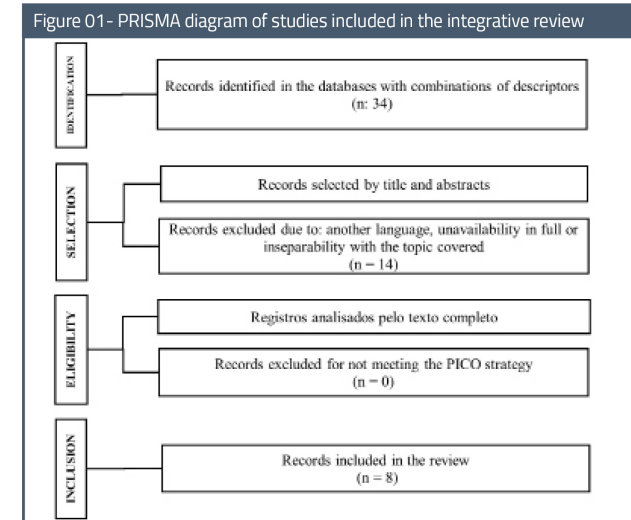 Figure 01- PRISMA diagram of studies included in the integrative review
IDENTIFICATION
Records identified in the databases with combinations of descriptors
(n: 34)
SELECTION
Records selected by title and abstracts
Records excluded due to: another language, unavailability in full or
inseparability with the topic covered
(n = 14)
ELIGIBILITY
Registros analisados pelo texto completo
Records excluded for not meeting the PICO strategy
(n = 0)
INCLUSION
Records included in the review
(n = 8)